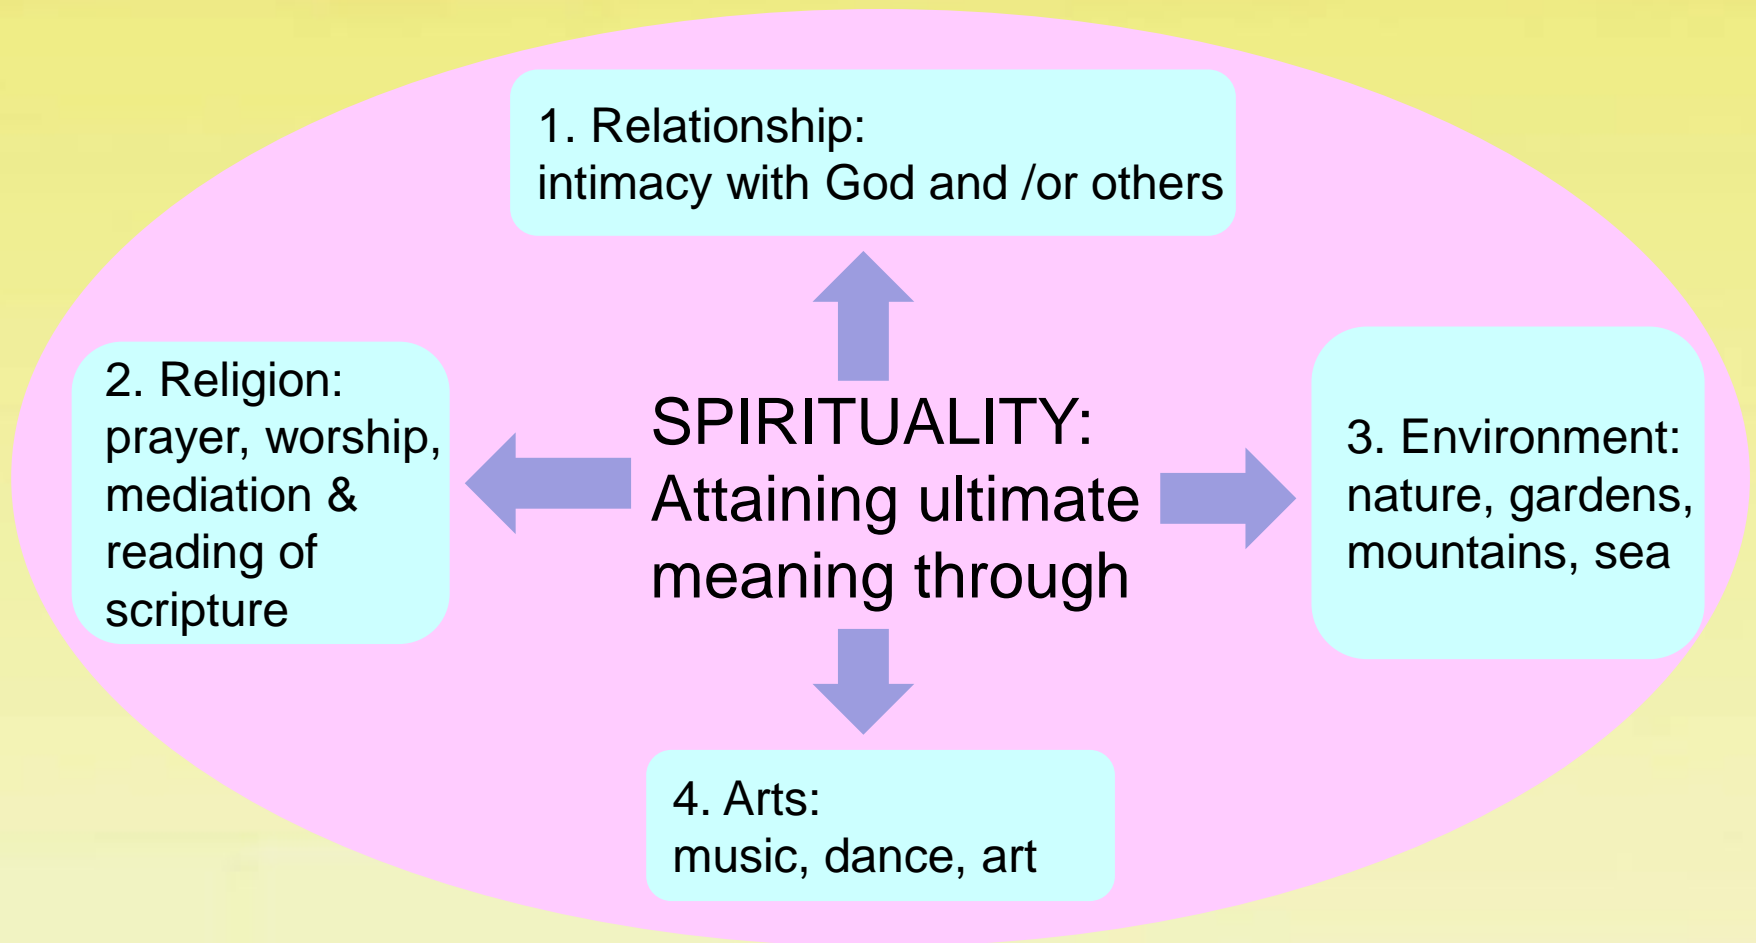 1. Relationship:
intimacy with God and /or others
2. Religion:
prayer, worship,
mediation &
reading of
scripture
SPIRITUALITY:
Attaining ultimate
meaning through
3. Environment:
nature, gardens,
mountains, sea
4. Arts:
music, dance, art